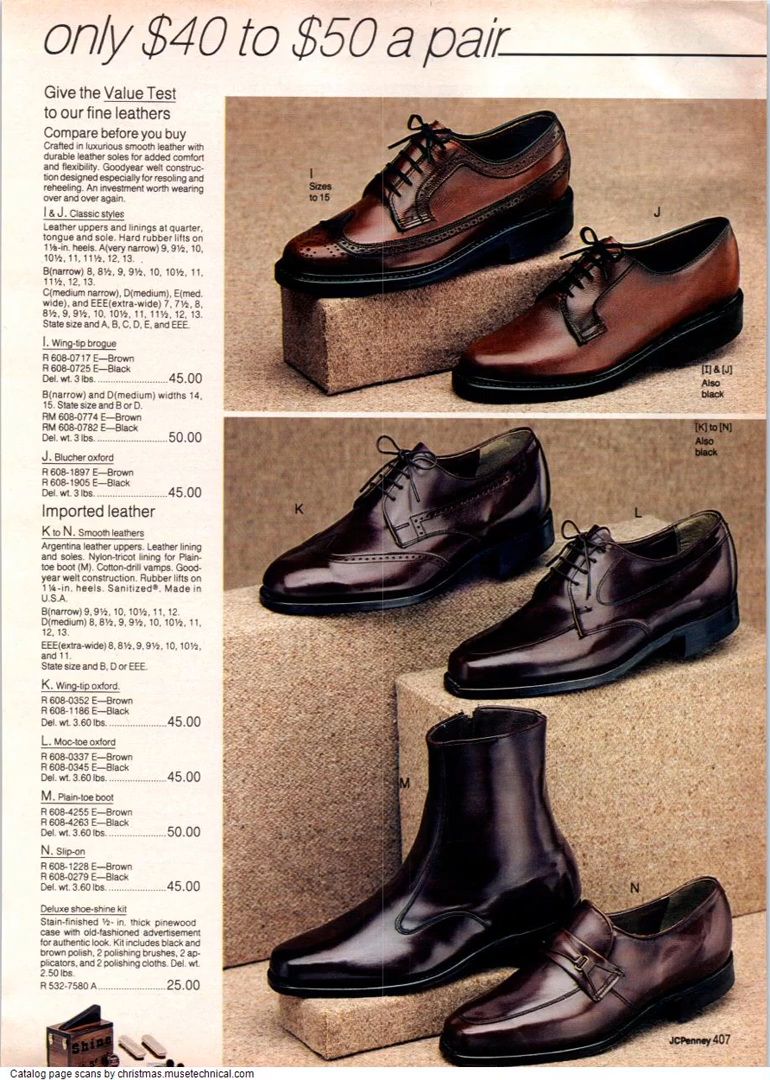 only $40 to $50 a pair
Give the Value Test
to our fine leathers
Compare before you buy
Crafted in luxurious smooth leather with
durable leather soles for added comfort
and flexibility. Goodyear welt construc-
tion designed especially for resoling and
reheeling. An investment worth wearing
over and over again.
I & J. Classic styles
Leather uppers and linings at quarter,
tongue and sole. Hard rubber lifts on
1⅛-in. heels. A(very narrow) 9, 9½, 10,
10½, 11, 11½, 12, 13.
B(narrow) 8, 8½, 9, 9½, 10, 10½, 11,
11½, 12, 13.
C(medium narrow), D(medium), E(med.
wide), and EEE(extra-wide) 7, 7½, 8,
8½, 9, 9½, 10, 10½, 11, 11½, 12, 13.
State size and A, B, C, D, E, and EEE.
I. Wing-tip brogue
R 608-0717 E—Brown
R 608-0725 E—Black
Del. wt. 3 lbs. 45.00
B(narrow) and D(medium) widths 14,
15. State size and B or D.
RM 608-0774 E—Brown
RM 608-0782 E—Black
Del. wt. 3 lbs. 50.00
J. Blucher oxford
R 608-1897 E—Brown
R 608-1905 E—Black
Del. wt. 3 lbs. 45.00
Imported leather
K to N. Smooth leathers
Argentina leather uppers. Leather lining
and soles. Nylon-tricot lining for Plain-
toe boot (M). Cotton-drill vamps. Good-
year welt construction. Rubber lifts on
1¼-in. heels. Sanitized®. Made in
U.S.A.
B(narrow) 9, 9½, 10, 10½, 11, 12.
D(medium) 8, 8½, 9, 9½, 10, 10½, 11,
12, 13.
EEE(extra-wide) 8, 8½, 9, 9½, 10, 10½,
and 11.
State size and B, D or EEE.
K. Wing-tip oxford.
R 608-0352 E—Brown
R 608-1186 E—Black
Del. wt. 3.60 lbs. 45.00
L. Moc-toe oxford
R 608-0337 E—Brown
R 608-0345 E—Black
Del. wt. 3.60 lbs. 45.00
M. Plain-toe boot
R 608-4255 E—Brown
R 608-4263 E—Black
Del. wt. 3.60 lbs. 50.00
N. Slip-on
R 608-1228 E—Brown
R 608-0279 E—Black
Del. wt. 3.60 lbs. 45.00
Deluxe shoe-shine kit
Stain-finished ½- in. thick pinewood
case with old-fashioned advertisement
for authentic look. Kit includes black and
brown polish, 2 polishing brushes, 2 ap-
plicators, and 2 polishing cloths. Del. wt.
2.50 lbs.
R 532-7580 A 25.00
Shine
I
Sizes
to 15
J
[I] & [J]
Also
black
[K] to [N]
Also
black
K
L
M
N
JCPenney 407
Catalog page scans by christmas.musetechnical.com